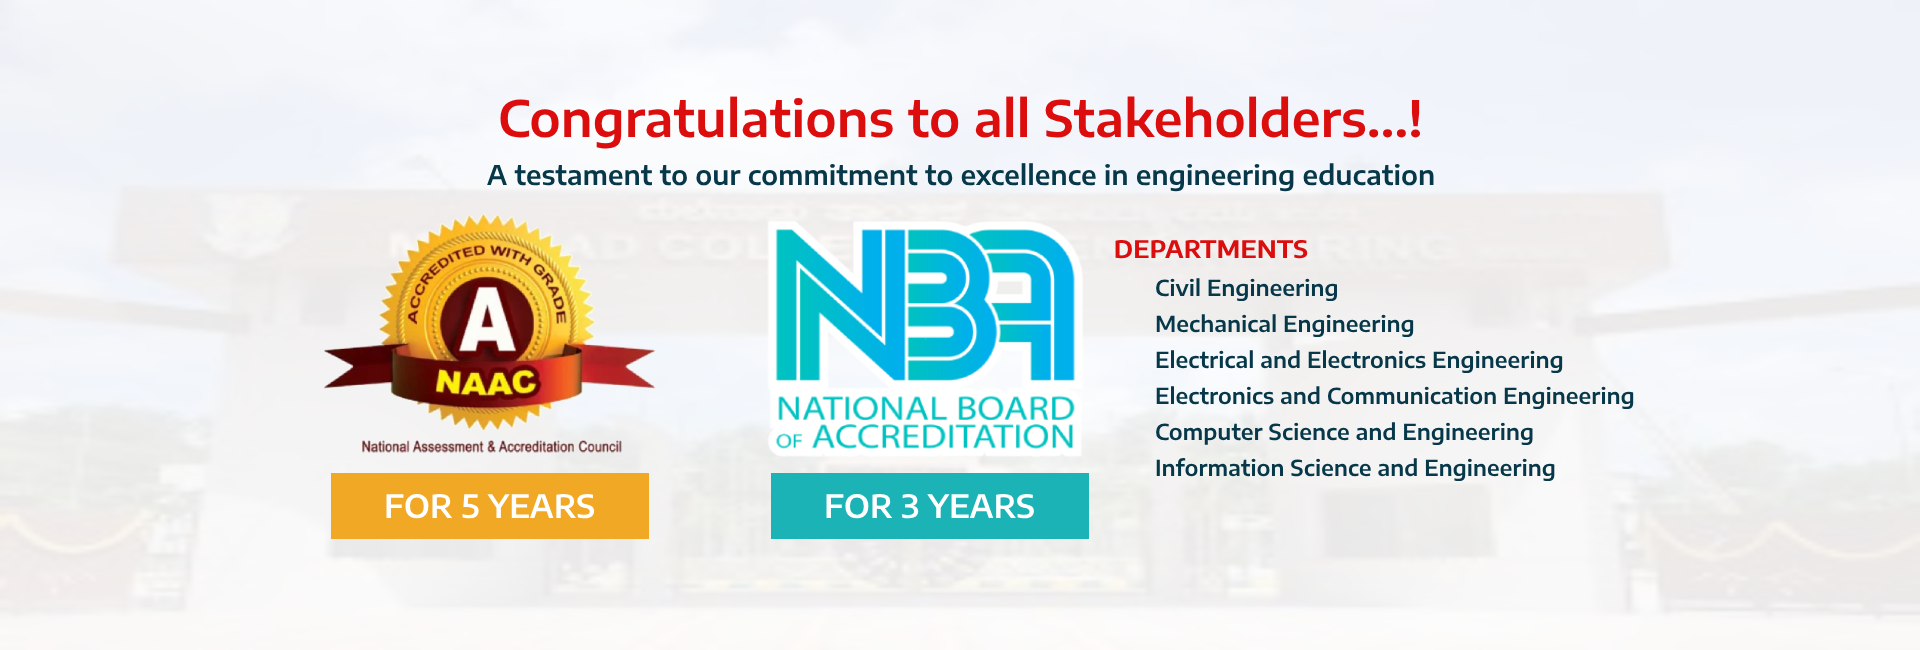 Congratulations to all Stakeholders...!
A testament to our commitment to excellence in engineering education
ACCREDITED WITH GRADE
A
NAAC
National Assessment & Accreditation Council
FOR 5 YEARS
NBA
NATIONAL BOARD
OF ACCREDITATION
FOR 3 YEARS
DEPARTMENTS
Civil Engineering
Mechanical Engineering
Electrical and Electronics Engineering
Electronics and Communication Engineering
Computer Science and Engineering
Information Science and Engineering